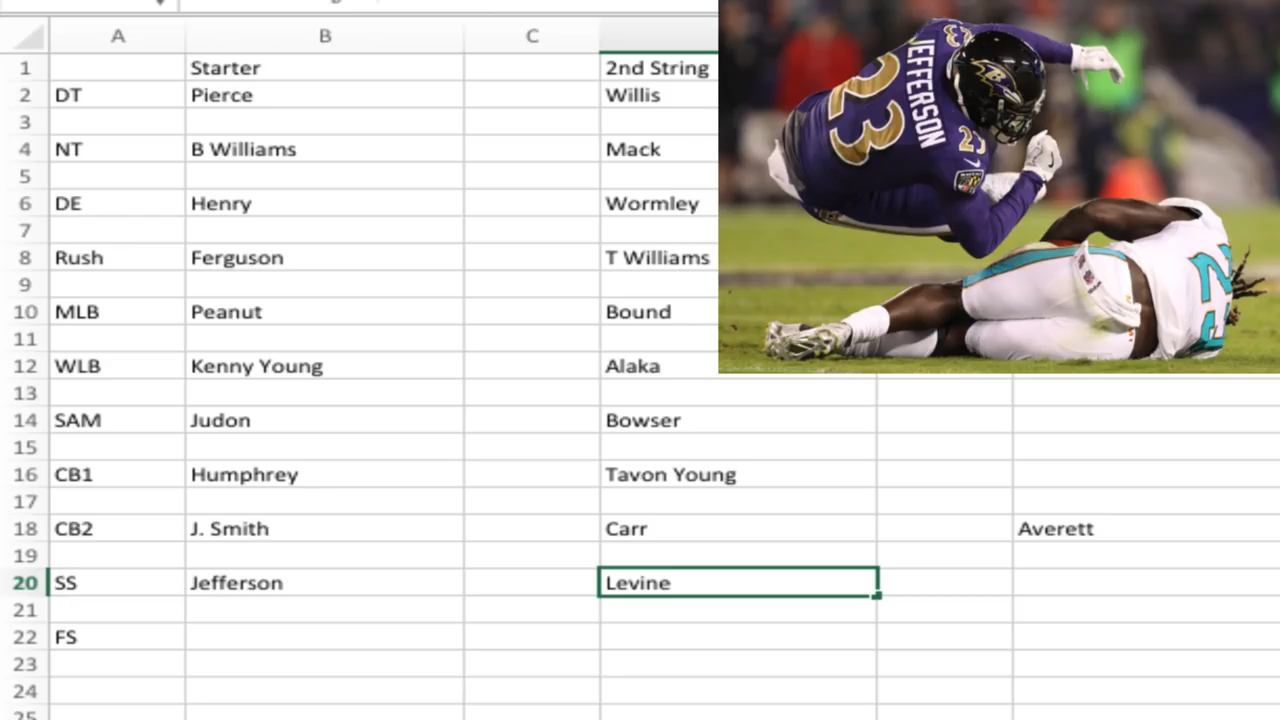 A B C
1 Starter 2nd String
2 DT Pierce Willis
3
4 NT B Williams Mack
5
6 DE Henry Wormley
7
8 Rush Ferguson T Williams
9
10 MLB Peanut Bound
11
12 WLB Kenny Young Alaka
13
14 SAM Judon Bowser
15
16 CB1 Humphrey Tavon Young
17
18 CB2 J. Smith Carr Averett
19
20 SS Jefferson Levine
21
22 FS
23
24
25
JEFFERSON
23
23